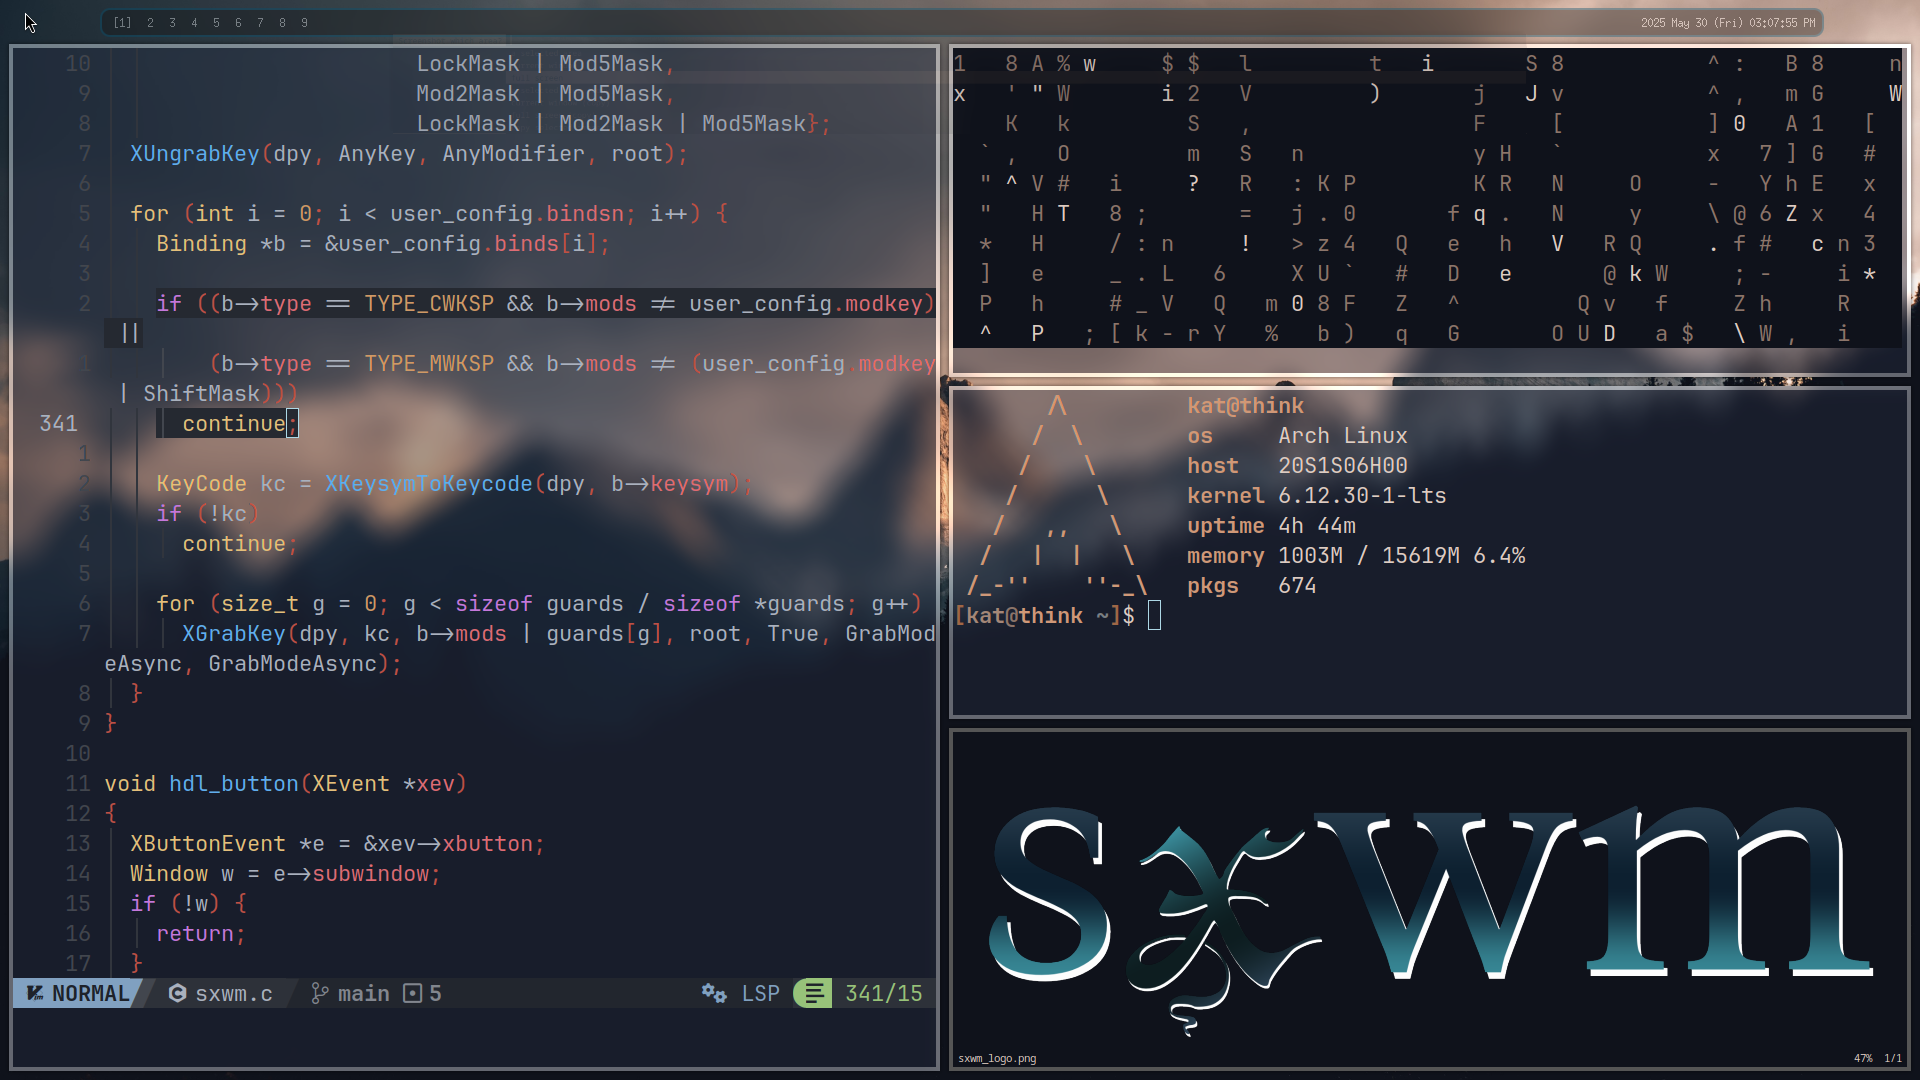 [1] 2 3 4 5 6 7 8 9
2025 May 30 (Fri) 03:07:55 PM
10 LockMask | Mod5Mask,
9 Mod2Mask | Mod5Mask,
8 LockMask | Mod2Mask | Mod5Mask};
7 XUngrabKey(dpy, AnyKey, AnyModifier, root);
6
5 for (int i = 0; i < user_config.bindsn; i++) {
4 Binding *b = &user_config.binds[i];
3
2 if ((b->type == TYPE_CWKSP && b->mods != user_config.modkey)
||
1 (b->type == TYPE_MWKSP && b->mods != (user_config.modkey
| ShiftMask)))
341 continue;
1
2 KeyCode kc = XKeysymToKeycode(dpy, b->keysym);
3 if (!kc)
4 continue;
5
6 for (size_t g = 0; g < sizeof guards / sizeof *guards; g++)
7 XGrabKey(dpy, kc, b->mods | guards[g], root, True, GrabMod
eAsync, GrabModeAsync);
8 }
9 }
10
11 void hdl_button(XEvent *xev)
12 {
13 XButtonEvent *e = &xev->xbutton;
14 Window w = e->subwindow;
15 if (!w) {
16 return;
17 }
NORMAL sxwm.c main 5 LSP 341/15
1 8 A % w $ $ l t i S 8 ^ : B 8 n
x ' " W i 2 V ) j J v ^ , m G W
K k S , F [ ] 0 A 1 [
` , O m S n y H ` x 7 ] G #
" ^ V # i ? R : K P K R N O - Y h E x
" H T 8 ; = j . 0 f q . N y \ @ 6 Z x 4
* H / : n ! > z 4 Q e h V R Q . f # c n 3
] e _ . L 6 X U ` # D e @ k W ; - i *
P h # _ V Q m 0 8 F Z ^ Q v f Z h R
^ P ; [ k - r Y % b ) q G O U D a $ \ W , i
/\ kat@think
/ \ os Arch Linux
/ \ host 20S1S06H00
/ \ kernel 6.12.30-1-lts
/ ,, \ uptime 4h 44m
/ | | \ memory 1003M / 15619M 6.4%
/_-'' ''-_\ pkgs 674
[kat@think ~]$
sxwm
sxwm_logo.png 47% 1/1